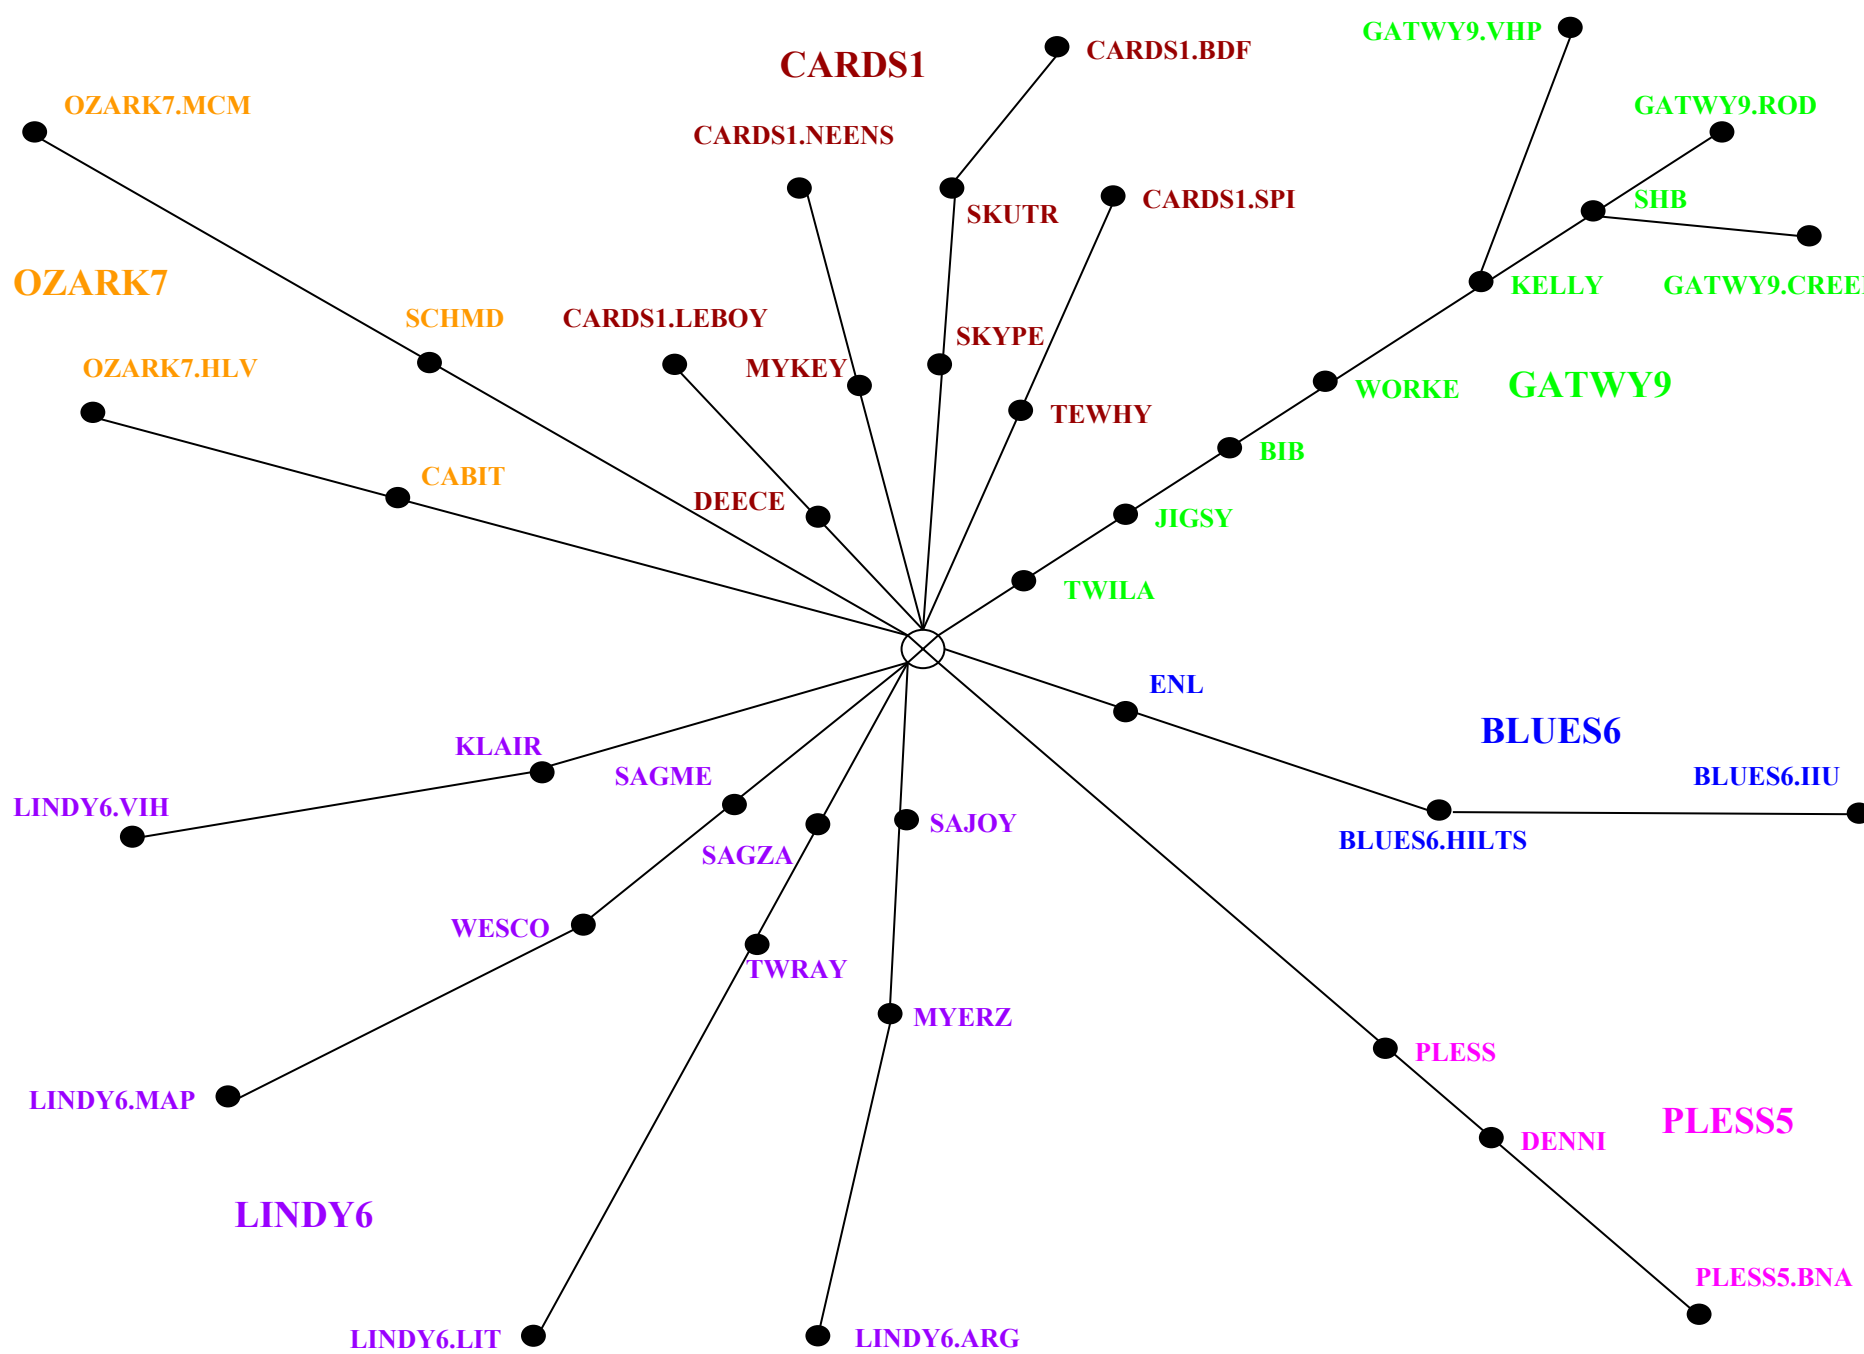 GATWY9.VHP
CARDS1.BDF
CARDS1
OZARK7.MCM
GATWY9.ROD
CARDS1.NEENS
CARDS1.SPI
SHB
SKUTR
OZARK7
KELLY
GATWY9.CREE
SCHMD
CARDS1.LEBOY
SKYPE
OZARK7.HLV
MYKEY
GATWY9
WORKE
TEWHY
BIB
CABIT
DEECE
JIGSY
TWILA
ENL
BLUES6
KLAIR
SAGME
BLUES6.IIU
LINDY6.VIH
SAJOY
BLUES6.HILTS
SAGZA
WESCO
TWRAY
MYERZ
PLESS
LINDY6.MAP
PLESS5
DENNI
LINDY6
PLESS5.BNA
LINDY6.LIT
LINDY6.ARG